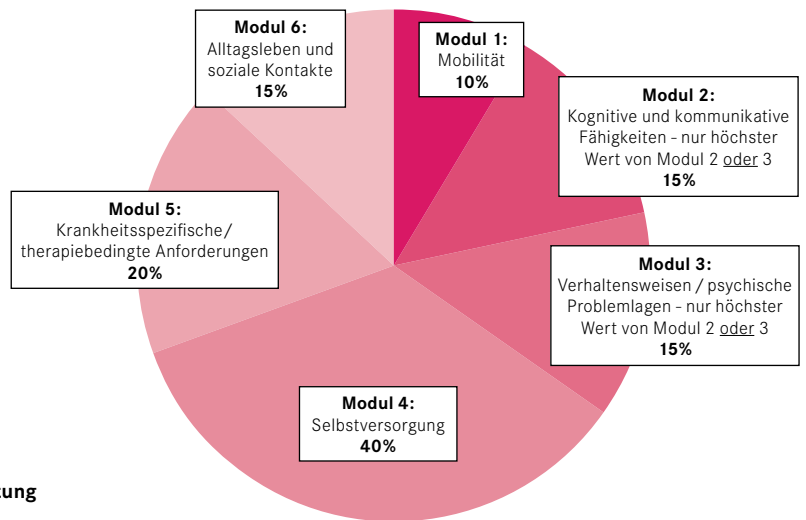 Modul 6:
Alltagsleben und
soziale Kontakte
15%
Modul 1:
Mobilität
10%
Modul 2:
Kognitive und kommunikative
Fähigkeiten - nur höchster
Wert von Modul 2 oder 3
15%
Modul 5:
Krankheitsspezifische/
therapiebedingte Anforderungen
20%
Modul 3:
Verhaltensweisen / psychische
Problemlagen - nur höchster
Wert von Modul 2 oder 3
15%
Modul 4:
Selbstversorgung
40%